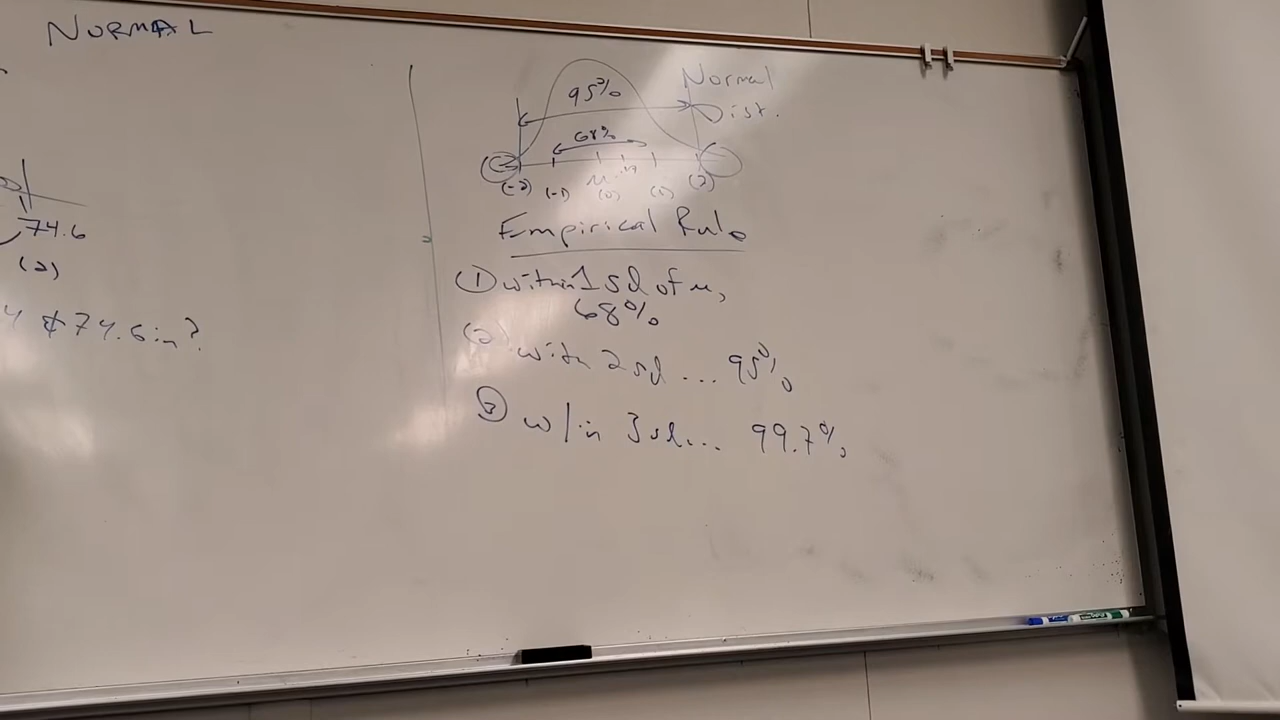 NORMAL
74.6
(2)
4 & 74.6 in?
95%
Normal
Dist.
68%
μ
(-2) (-1) (0) (1) (2)
Empirical Rule
① within 1 sd of μ,
68%
(2) with 2 sd ... 95%
③ w/in 3 sd... 99.7%